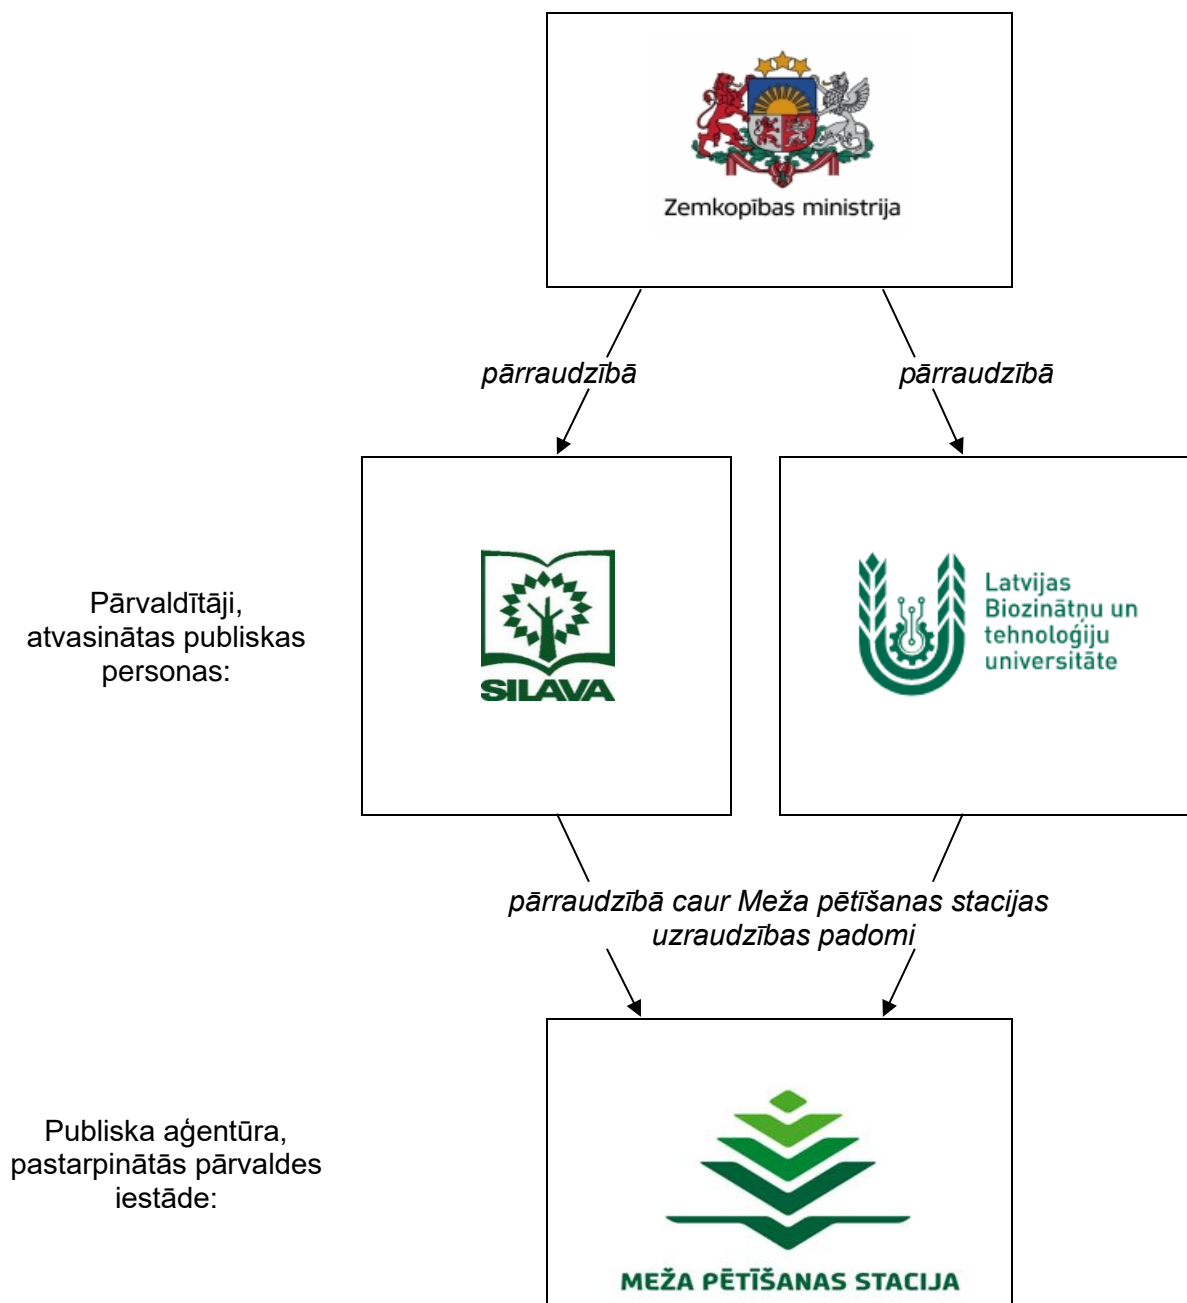 Zemkopības ministrija
pārraudzībā
pārraudzībā
Pārvaldītāji,
atvasinātas publiskas
personas:
SILAVA
Latvijas
Biozinātņu un
tehnoloģiju
universitāte
pārraudzībā caur Meža pētīšanas stacijas
uzraudzības padomi
Publiska aģentūra,
pastarpinātās pārvaldes
iestāde:
MEŽA PĒTĪŠANAS STACIJA